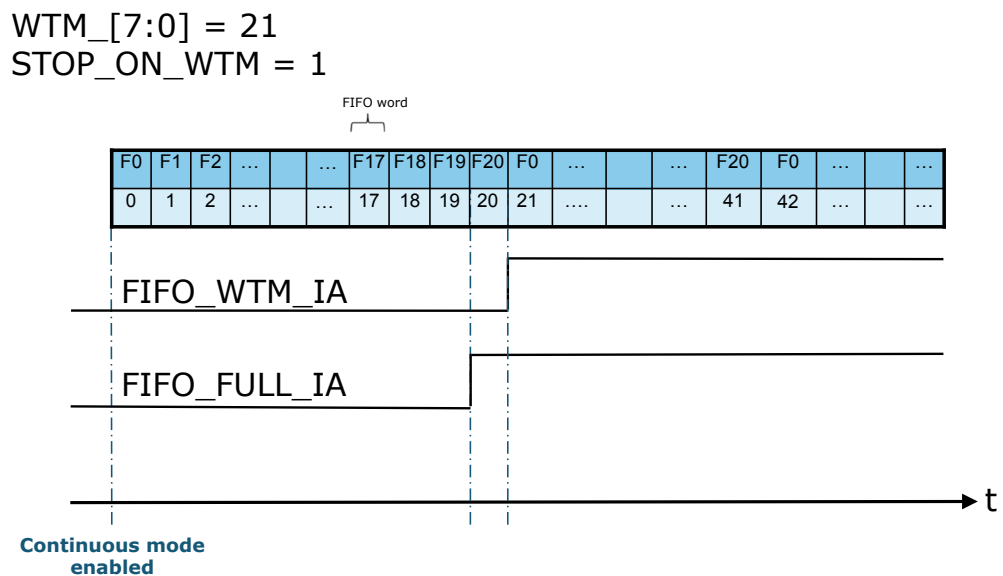 WTM_[7:0] = 21
STOP_ON_WTM = 1
FIFO word
F0 F1 F2 ... ... F17 F18 F19 F20 F0 ... ... F20 F0 ... ...
0 1 2 ... ... 17 18 19 20 21 .... ... 41 42 ... ...
FIFO_WTM_IA
FIFO_FULL_IA
t
Continuous mode
enabled